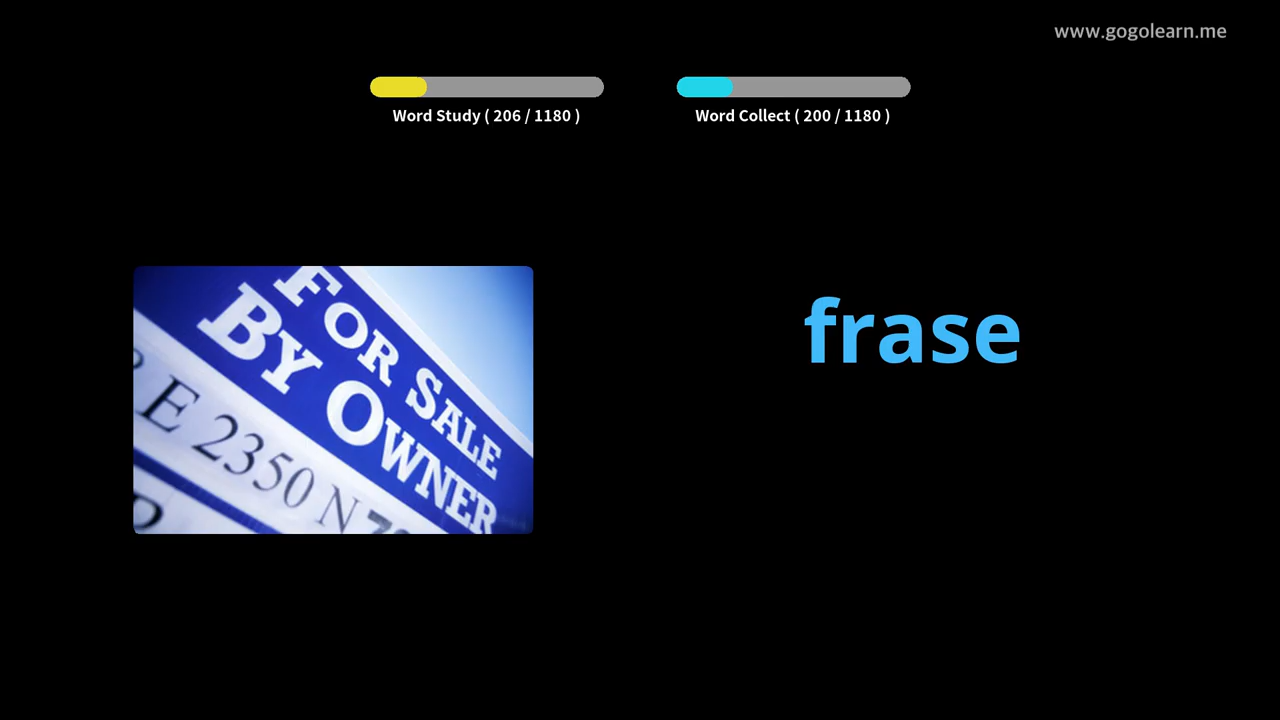 www.gogolearn.me
Word Study ( 206 / 1180 )
Word Collect ( 200 / 1180 )
FOR SALE
BY OWNER
E 2350 N
frase